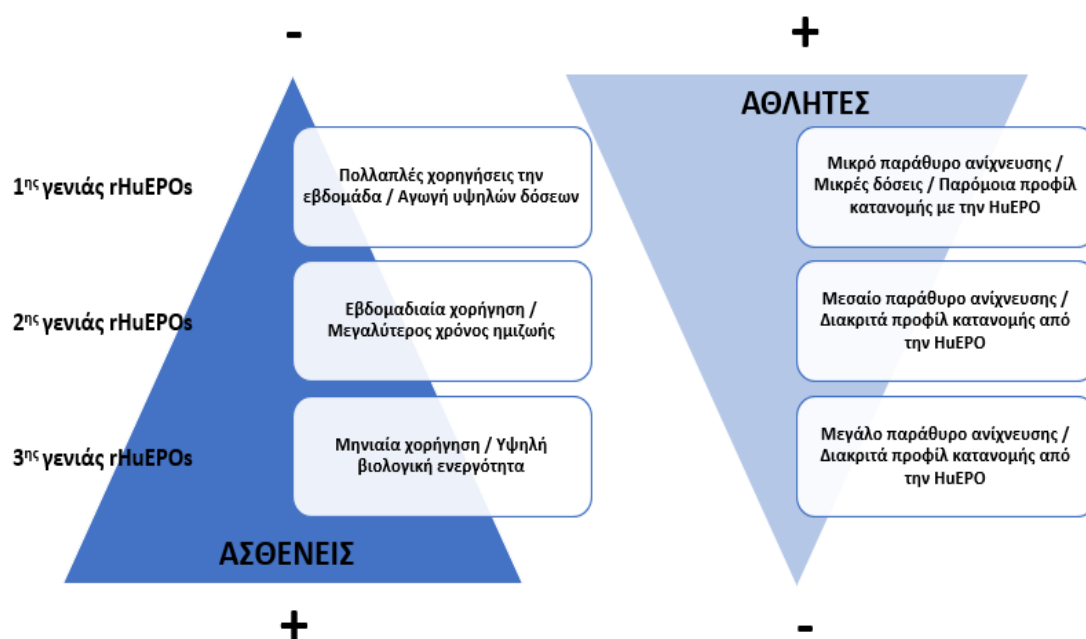 -
+
ΑΘΛΗΤΕΣ
1ης γενιάς rHuEPOs
Πολλαπλές χορηγήσεις την
εβδομάδα / Αγωγή υψηλών δόσεων
Μικρό παράθυρο ανίχνευσης /
Μικρές δόσεις / Παρόμοια προφίλ
κατανομής με την HuEPO
2ης γενιάς rHuEPOs
Εβδομαδιαία χορήγηση /
Μεγαλύτερος χρόνος ημιζωής
Μεσαίο παράθυρο ανίχνευσης /
Διακριτά προφίλ κατανομής από
την HuEPO
3ης γενιάς rHuEPOs
Μηνιαία χορήγηση / Υψηλή
βιολογική ενεργότητα
Μεγάλο παράθυρο ανίχνευσης /
Διακριτά προφίλ κατανομής από
την HuEPO
ΑΣΘΕΝΕΙΣ
+
-